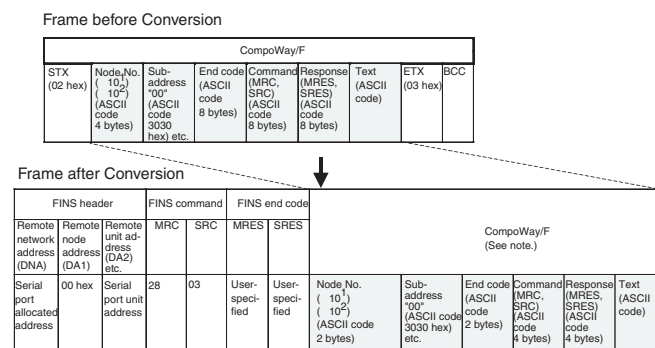 Frame before Conversion
CompoWay/F
STX
(02 hex)
Node No.
( 10¹)
( 10²)
(ASCII
code
4 bytes)
Sub-
address
"00"
(ASCII
code
3030
hex) etc.
End code
(ASCII
code
8 bytes)
Command
(MRC,
SRC)
(ASCII
code
8 bytes)
Response
(MRES,
SRES)
(ASCII
code
8 bytes)
Text
(ASCII
code)
ETX
(03 hex)
BCC
Frame after Conversion
FINS header
FINS command
FINS end code
CompoWay/F
(See note.)
Remote
network
address
(DNA)
Remote
node
address
(DA1)
Remote
unit ad-
dress
(DA2)
etc.
MRC
SRC
MRES
SRES
Serial
port
allocated
address
00 hex
Serial
port unit
address
28
03
User-
speci-
fied
User-
speci-
fied
Node No.
( 10¹)
( 10²)
(ASCII code
2 bytes)
Sub-
address
"00"
(ASCII code
3030 hex)
etc.
End code
(ASCII
code
2 bytes)
Command
(MRC,
SRC)
(ASCII
code
4 bytes)
Response
(MRES,
SRES)
(ASCII
code
4 bytes)
Text
(ASCII
code)